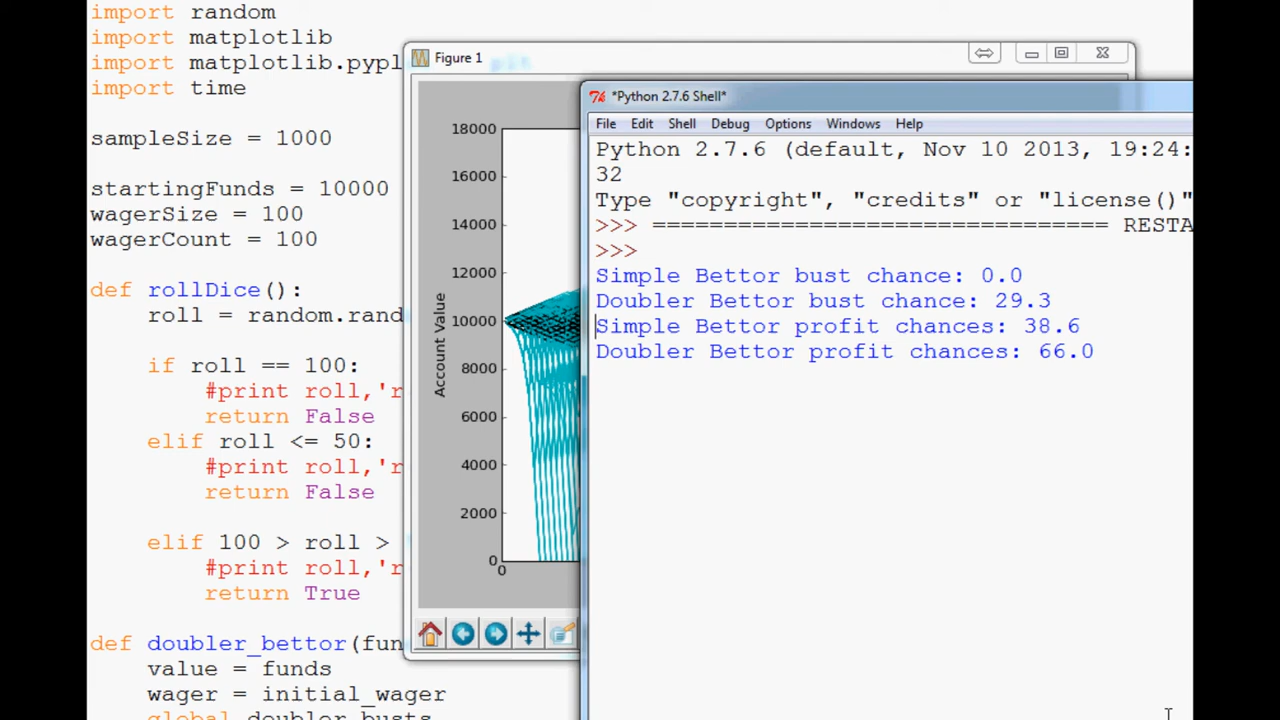 import random
import matplotlib
import matplotlib.pypl
import time
sampleSize = 1000
startingFunds = 10000
wagerSize = 100
wagerCount = 100
def rollDice():
roll = random.rand
if roll == 100:
#print roll,'r
return False
elif roll <= 50:
#print roll,'r
return False
elif 100 > roll >
#print roll,'r
return True
def doubler_bettor(fun
value = funds
wager = initial_wager
global doubler_busts
Figure 1
18000
16000
14000
12000
10000
8000
6000
4000
2000
0
0
Account Value
*Python 2.7.6 Shell*
File Edit Shell Debug Options Windows Help
Python 2.7.6 (default, Nov 10 2013, 19:24:
32
Type "copyright", "credits" or "license()"
>>> ================================ RESTA
>>>
Simple Bettor bust chance: 0.0
Doubler Bettor bust chance: 29.3
Simple Bettor profit chances: 38.6
Doubler Bettor profit chances: 66.0